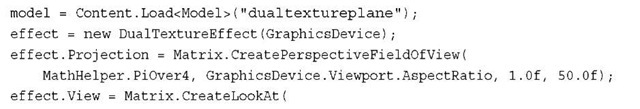 model = Content.Load<Model>("dualtextureplane");
effect = new DualTextureEffect(GraphicsDevice);
effect.Projection = Matrix.CreatePerspectiveFieldOfView(
    MathHelper.PiOver4, GraphicsDevice.Viewport.AspectRatio, 1.0f, 50.0f);
effect.View = Matrix.CreateLookAt(